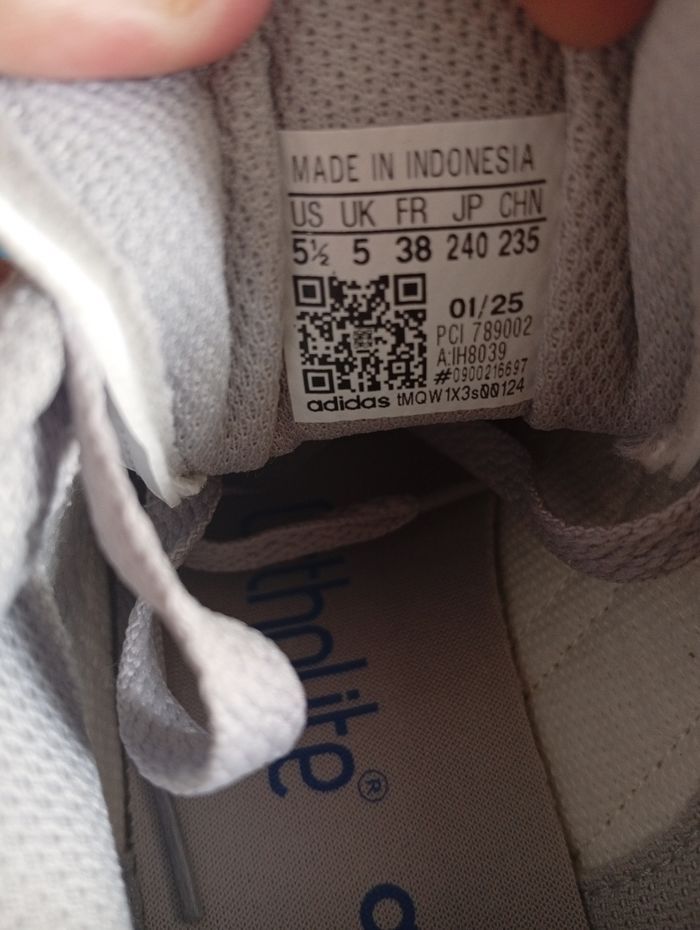 MADE IN INDONESIA
US UK FR JP CHN
5½ 5 38 240 235
01/25
PCI 789002
A:IH8039
#0900216697
adidas tMQW1X3s00124
ortholite®